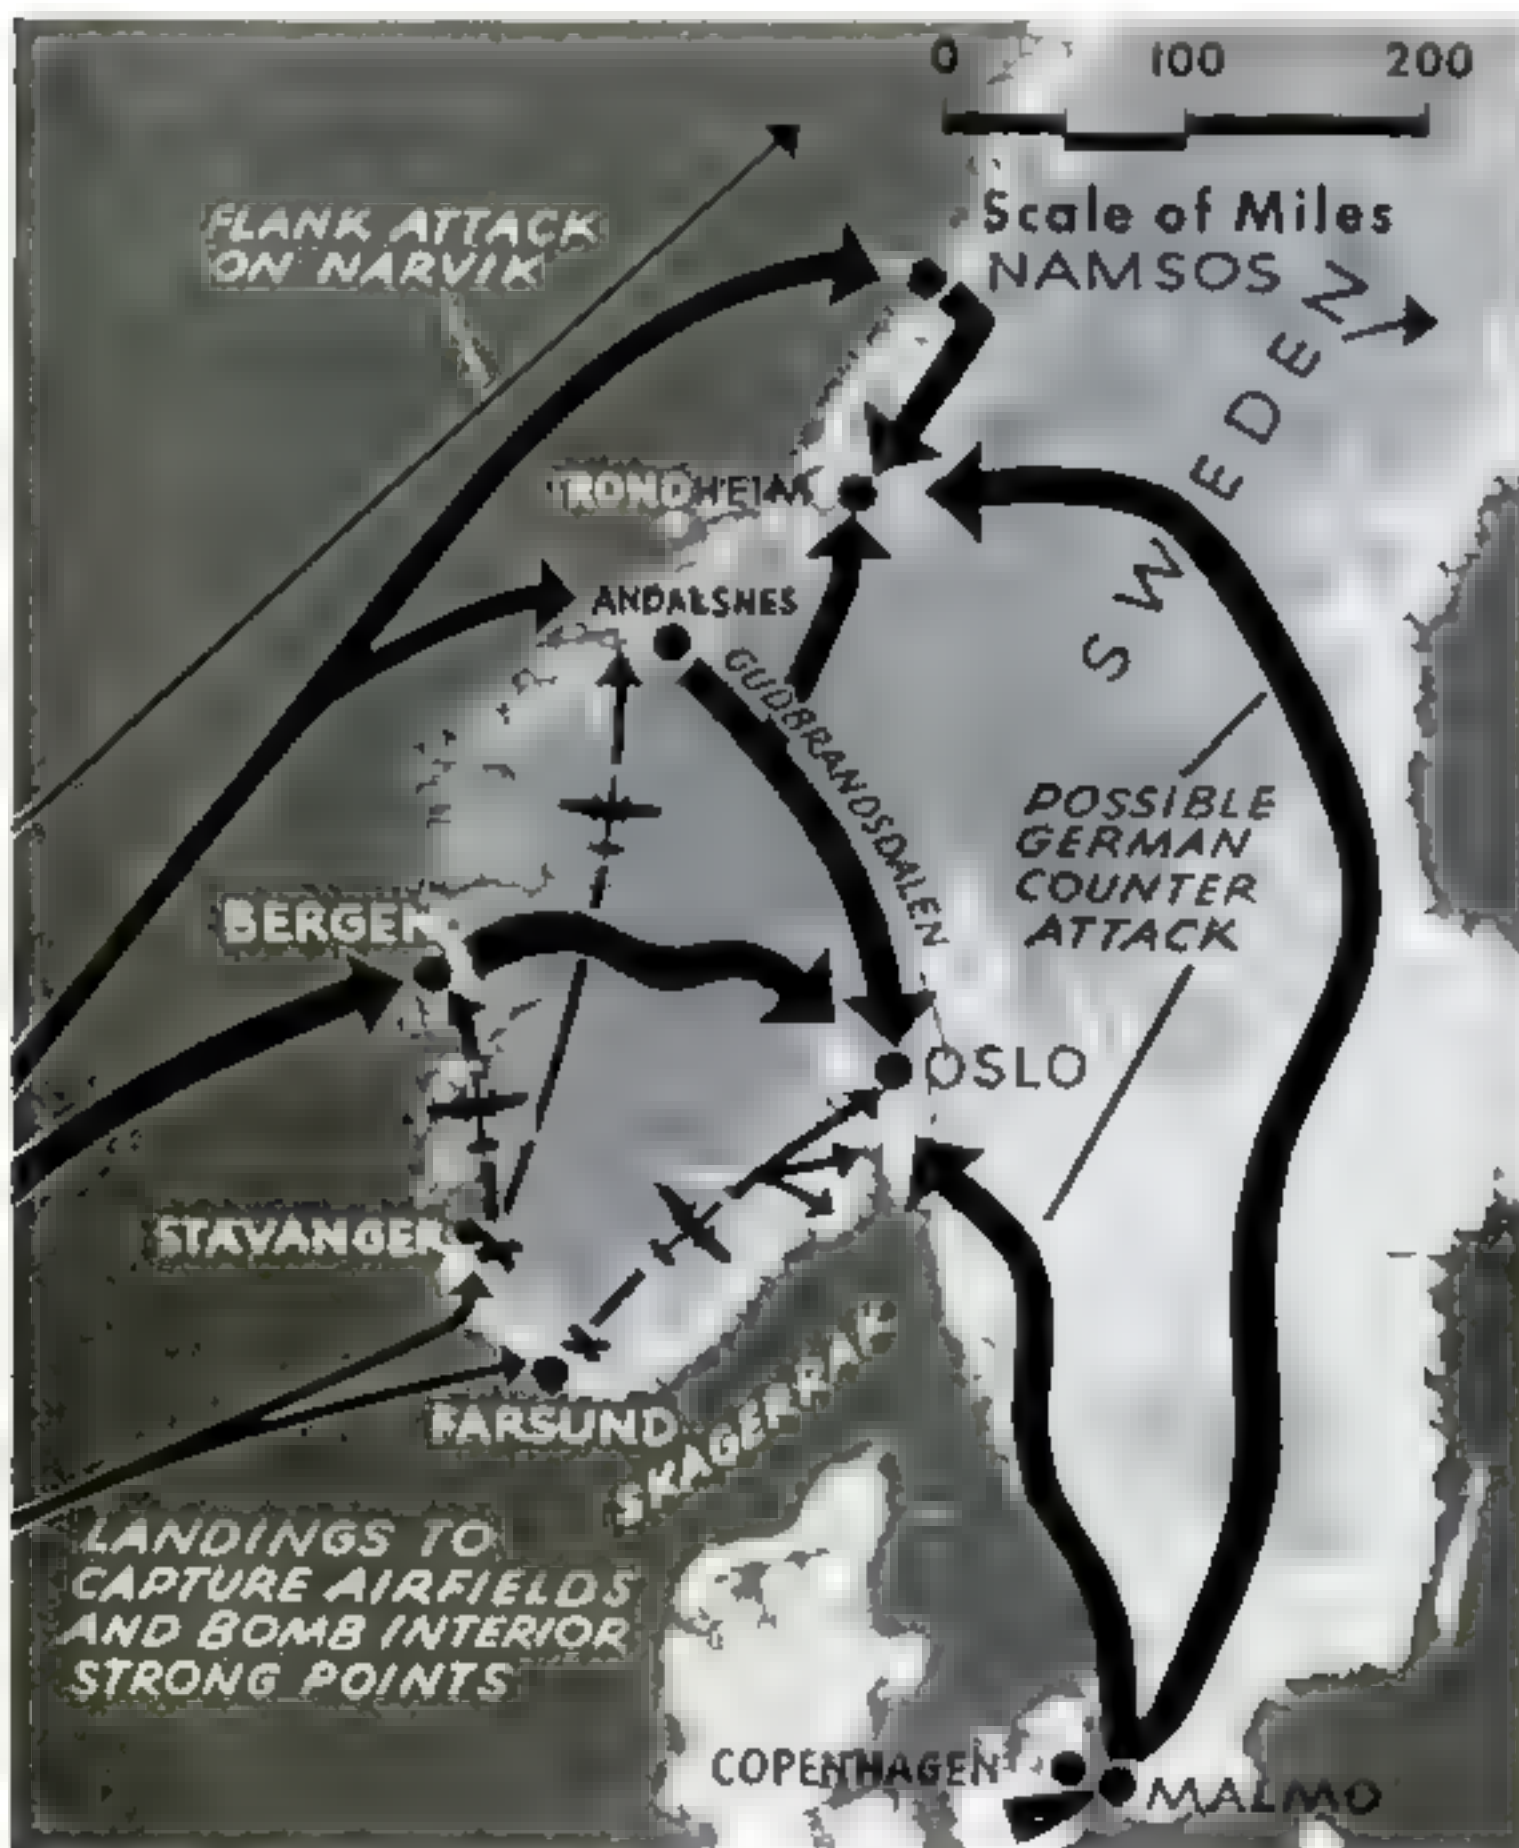 0 100 200
Scale of Miles
FLANK ATTACK
ON NARVIK
NAMSOS
SWEDEN
TRONDHEIM
ANDALSNES
GUDBRANDSDALEN
POSSIBLE
GERMAN
COUNTER
ATTACK
BERGEN
OSLO
STAVANGER
FARSUND
SKAGERRAK
LANDINGS TO
CAPTURE AIRFIELDS
AND BOMB INTERIOR
STRONG POINTS
COPENHAGEN
MALMO